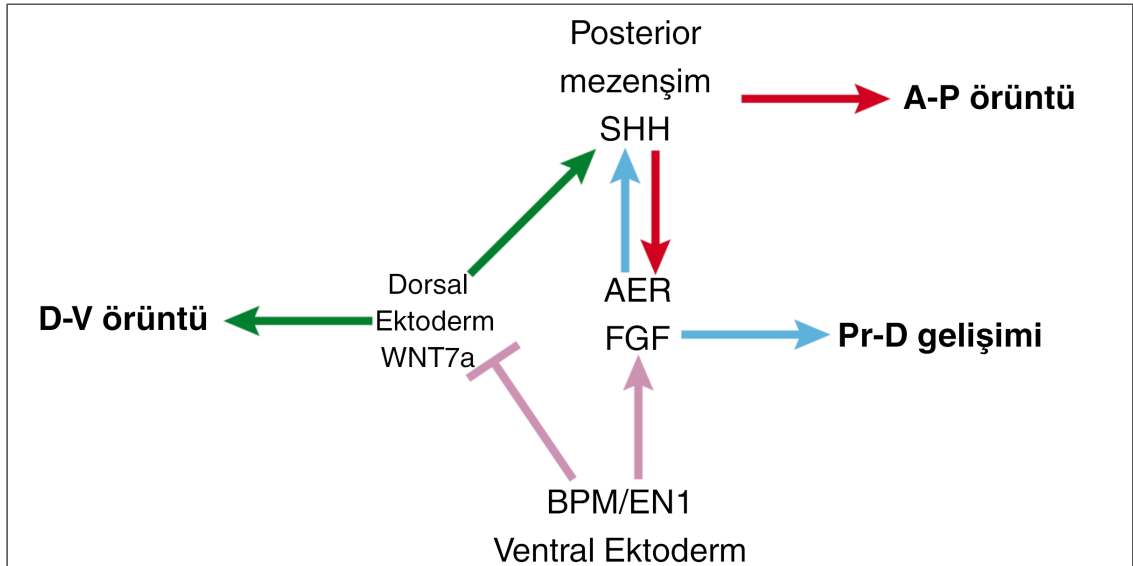 Posterior
mezenşim
SHH
A-P örüntü
Dorsal
Ektoderm
WNT7a
D-V örüntü
AER
FGF
Pr-D gelişimi
BPM/EN1
Ventral Ektoderm